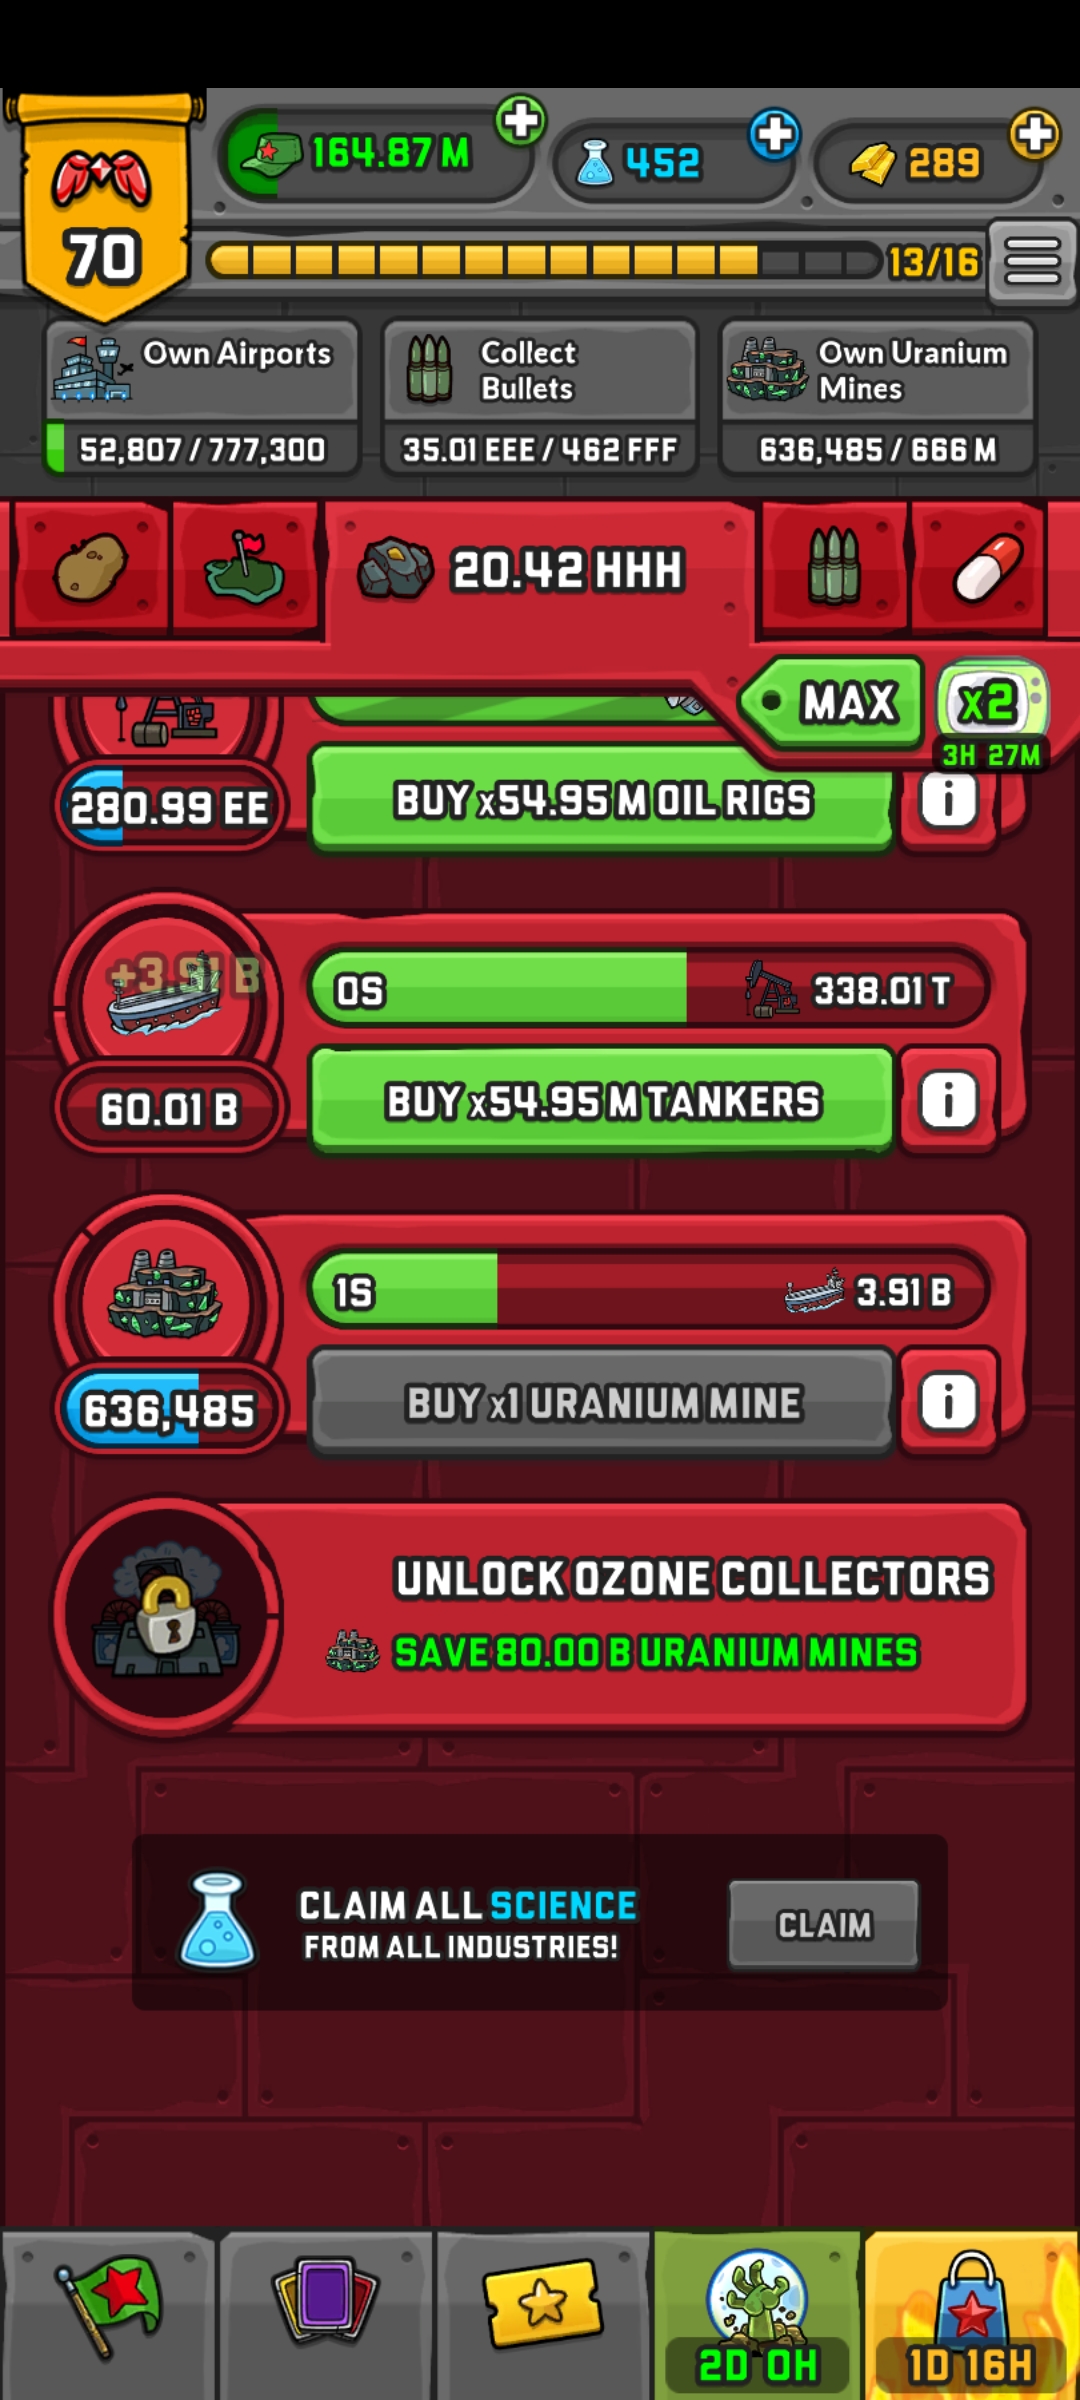 164.87 M
452
289
70
13/16
Own Airports
52,807 / 777,300
Collect
Bullets
35.01 EEE / 462 FFF
Own Uranium
Mines
636,485 / 666 M
20.42 HHH
MAX
x2
3H 27M
280.99 EE
BUY x54.95 M OIL RIGS
i
+3.91 B
0S
338.01 T
60.01 B
BUY x54.95 M TANKERS
i
1S
3.91 B
636,485
BUY x1 URANIUM MINE
i
UNLOCK OZONE COLLECTORS
SAVE 80.00 B URANIUM MINES
CLAIM ALL SCIENCE
FROM ALL INDUSTRIES!
CLAIM
2D 0H
1D 16H